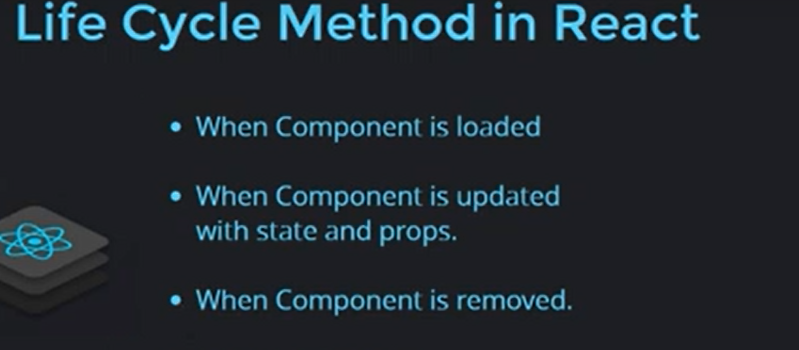 Life Cycle Method in React
• When Component is loaded
• When Component is updated
with state and props.
• When Component is removed.